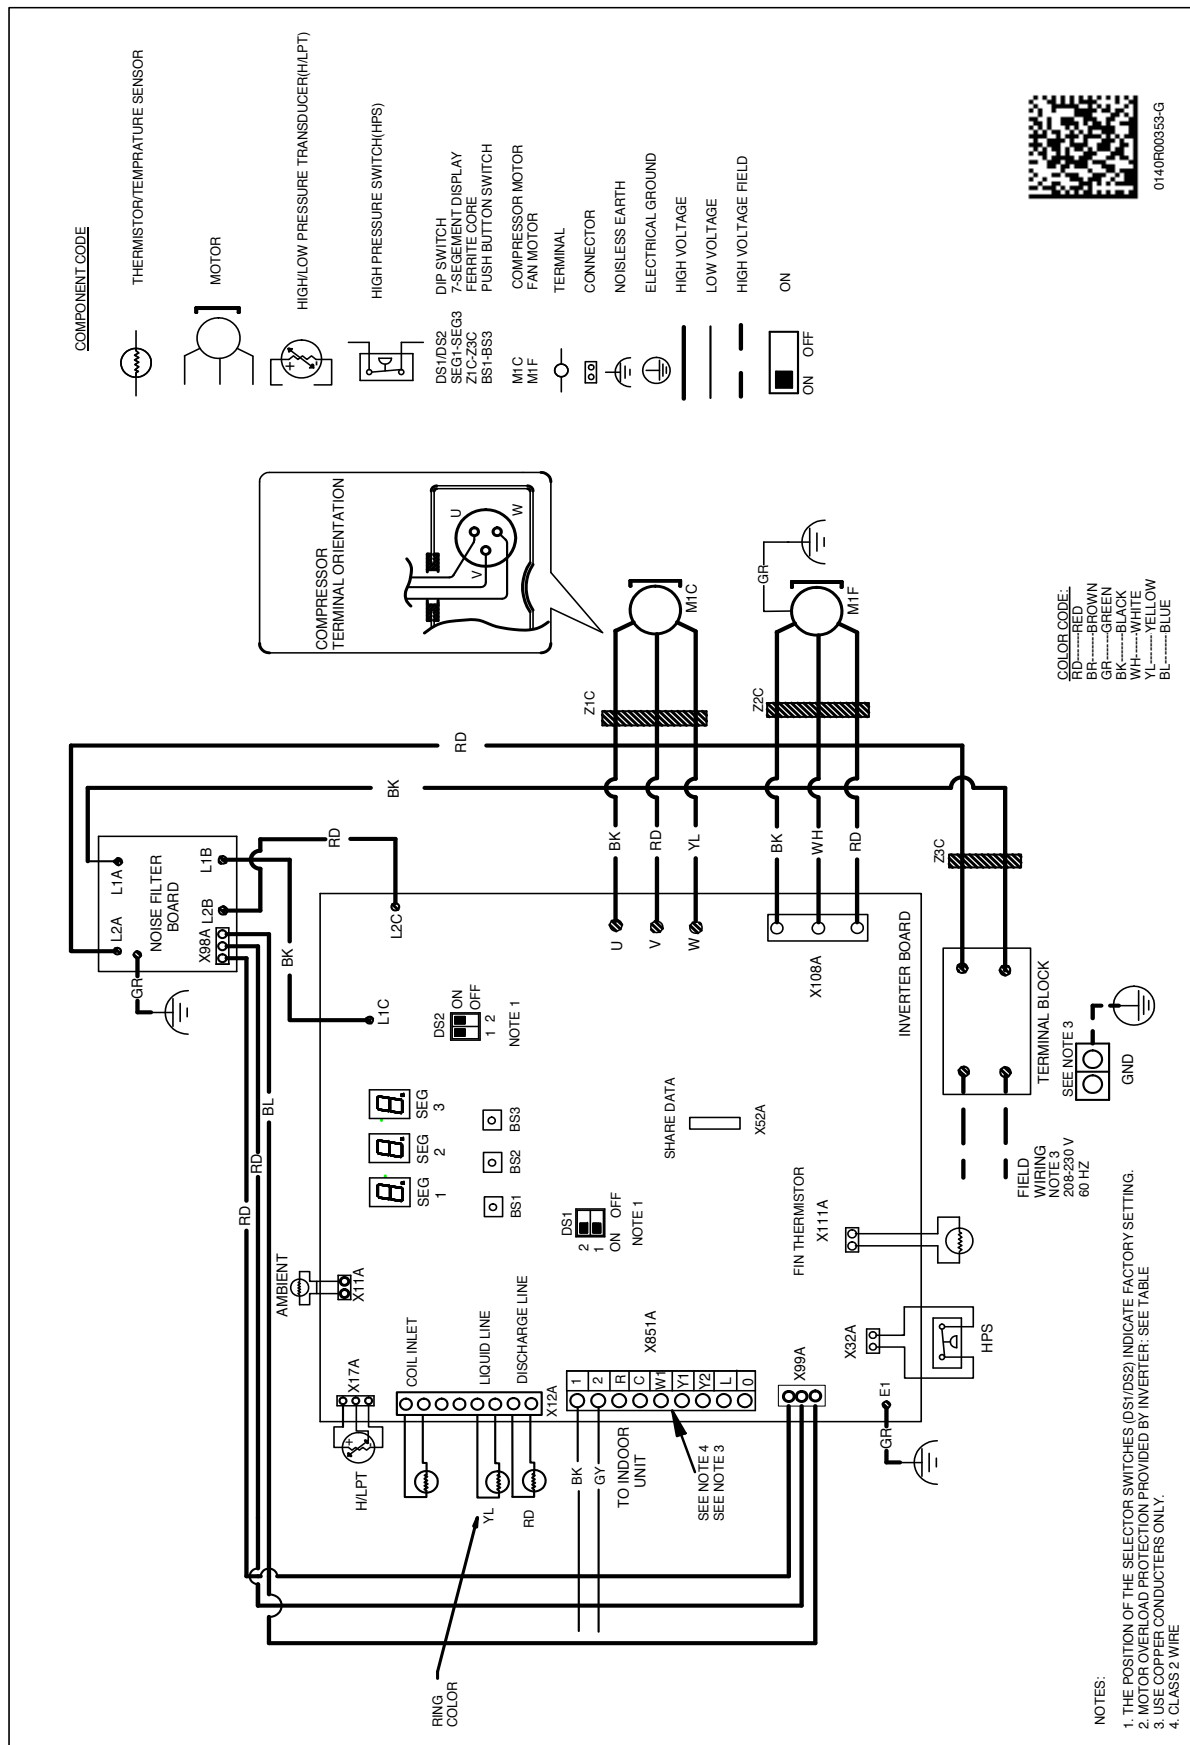 COMPONENT CODE
THERMISTOR/TEMPRATURE SENSOR
MOTOR
HIGH/LOW PRESSURE TRANSDUCER(H/LPT)
HIGH PRESSURE SWITCH(HPS)
DS1/DS2 DIP SWITCH
SEG1-SEG3 7-SEGEMENT DISPLAY
Z1C-Z3C FERRITE CORE
BS1-BS3 PUSH BUTTON SWITCH
M1C COMPRESSOR MOTOR
M1F FAN MOTOR
TERMINAL
CONNECTOR
NOISLESS EARTH
ELECTRICAL GROUND
HIGH VOLTAGE
LOW VOLTAGE
HIGH VOLTAGE FIELD
ON OFF
ON
0140R00353-G
COMPRESSOR
TERMINAL ORIENTATION
U
V
W
L2A
L1A
NOISE FILTER
BOARD
X98A
L2B
L1B
GR
RD
BK
RD
BK
RD
RD
BL
L1C
L2C
AMBIENT
X11A
SEG
1
SEG
2
SEG
3
BS1
BS2
BS3
DS2
ON
OFF
1 2
NOTE 1
DS1
2
1
ON OFF
NOTE 1
SHARE DATA
X52A
H/LPT
X17A
COIL INLET
LIQUID LINE
DISCHARGE LINE
X12A
YL
RD
RING
COLOR
X851A
1
2
R
C
W1
Y1
Y2
L
0
BK
GY
TO INDOOR
UNIT
SEE NOTE 4
SEE NOTE 3
X99A
GR
E1
X32A
HPS
FIN THERMISTOR
X111A
U
V
W
BK
RD
YL
Z1C
M1C
X108A
BK
WH
RD
Z2C
M1F
GR
INVERTER BOARD
Z3C
TERMINAL BLOCK
SEE NOTE 3
GND
FIELD
WIRING
NOTE 3
208-230 V
60 HZ
COLOR CODE:
RD-------RED
BR-------BROWN
GR-------GREEN
BK-------BLACK
WH-------WHITE
YL-------YELLOW
BL-------BLUE
NOTES:
1. THE POSITION OF THE SELECTOR SWITCHES (DS1/DS2) INDICATE FACTORY SETTING.
2. MOTOR OVERLOAD PROTECTION PROVIDED BY INVERTER: SEE TABLE
3. USE COPPER CONDUCTERS ONLY.
4. CLASS 2 WIRE